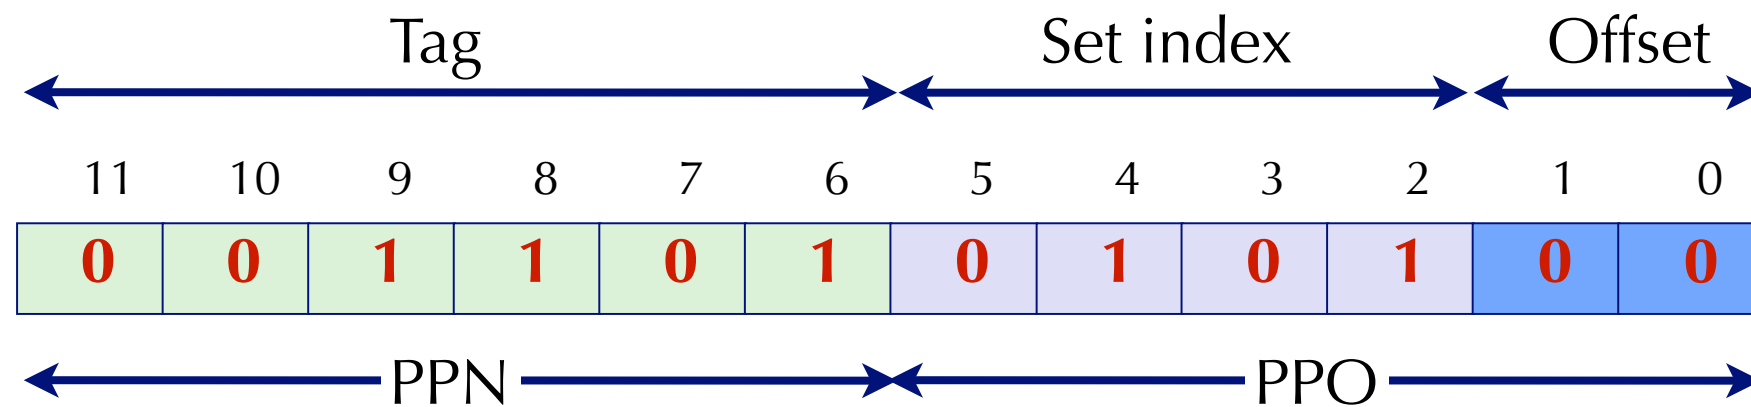 Tag Set index Offset
11 10 9 8 7 6 5 4 3 2 1 0
0 0 1 1 0 1 0 1 0 1 0 0
PPN PPO